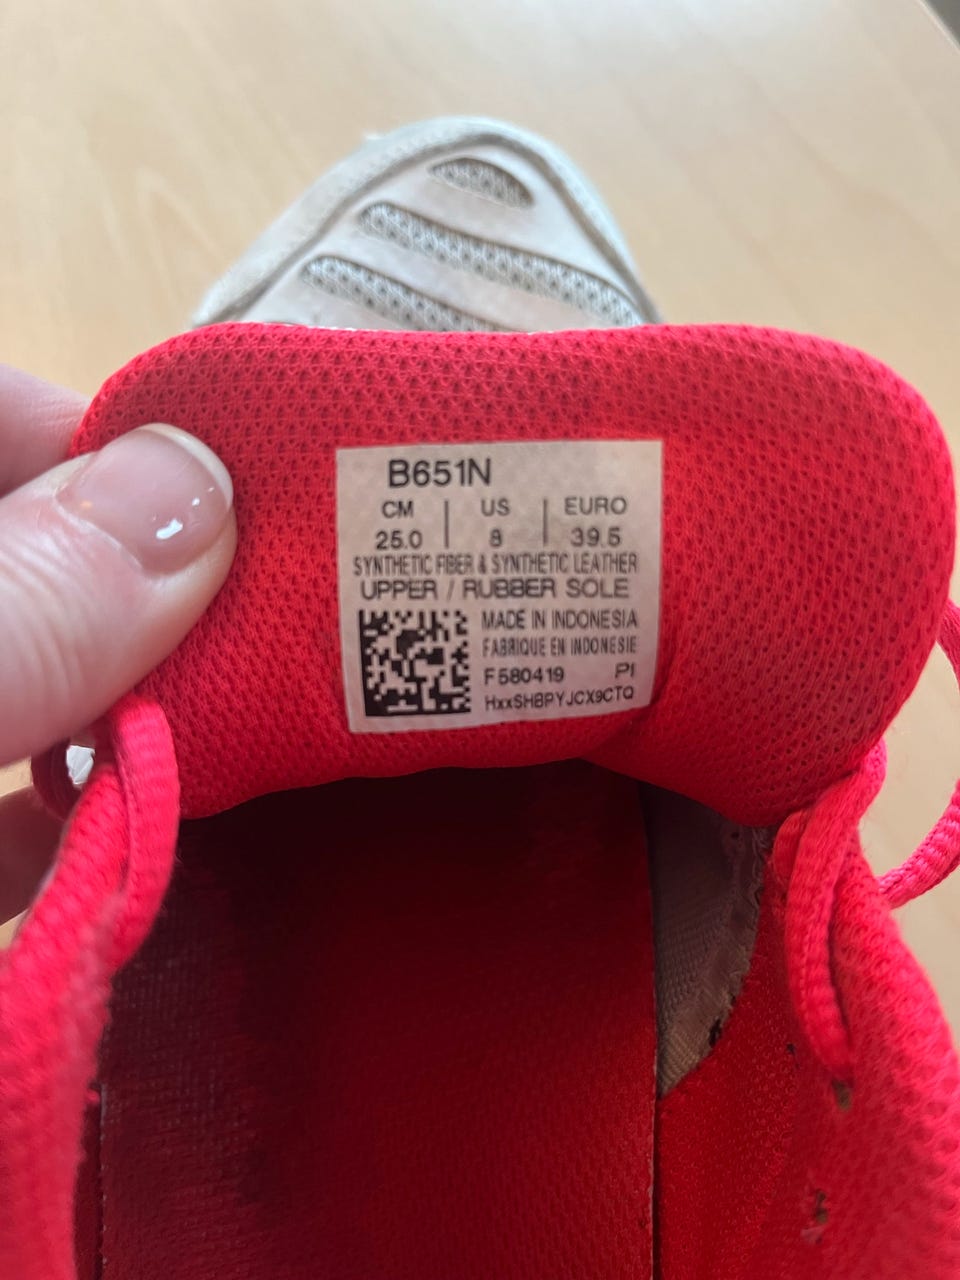 B651N
CM | US | EURO
25.0 | 8 | 39.5
SYNTHETIC FIBER & SYNTHETIC LEATHER
UPPER / RUBBER SOLE
MADE IN INDONESIA
FABRIQUE EN INDONESIE
F580419 PI
HxxSHBPYJCX9CTQ